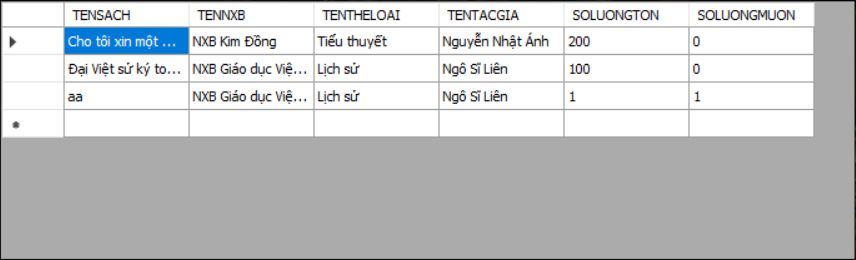 TENSACH TENNXB TENTHELOAI TENTACGIA SOLUONGTON SOLUONGMUON
Cho tôi xin một ... NXB Kim Đồng Tiểu thuyết Nguyễn Nhật Ánh 200 0
Đại Việt sử ký to... NXB Giáo dục Việ... Lịch sử Ngô Sĩ Liên 100 0
aa NXB Giáo dục Việ... Lịch sử Ngô Sĩ Liên 1 1